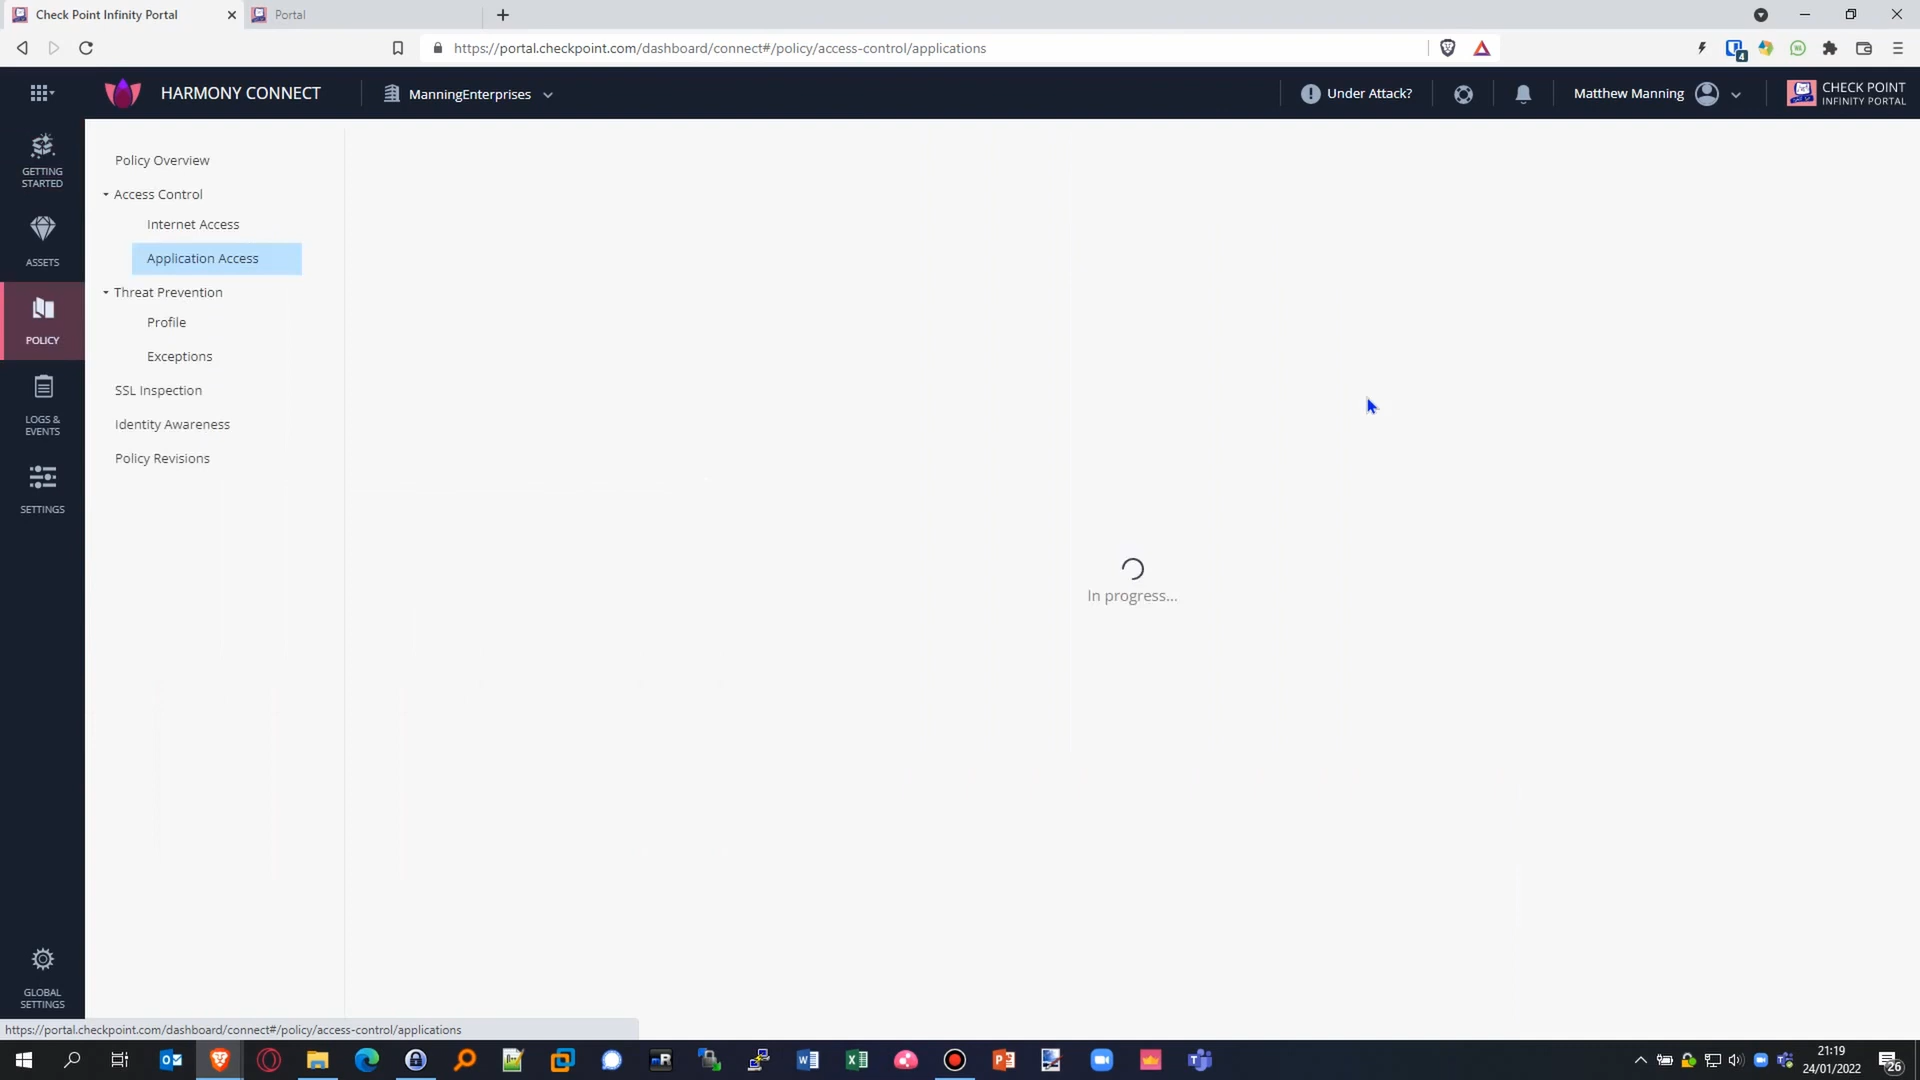 Check Point Infinity Portal
Portal
https://portal.checkpoint.com/dashboard/connect#/policy/access-control/applications
4
HARMONY CONNECT
ManningEnterprises
Under Attack?
Matthew Manning
CHECK POINT
INFINITY PORTAL
GETTING
STARTED
ASSETS
POLICY
LOGS &
EVENTS
SETTINGS
GLOBAL
SETTINGS
Policy Overview
Access Control
Internet Access
Application Access
Threat Prevention
Profile
Exceptions
SSL Inspection
Identity Awareness
Policy Revisions
In progress...
https://portal.checkpoint.com/dashboard/connect#/policy/access-control/applications
21:19
24/01/2022
26